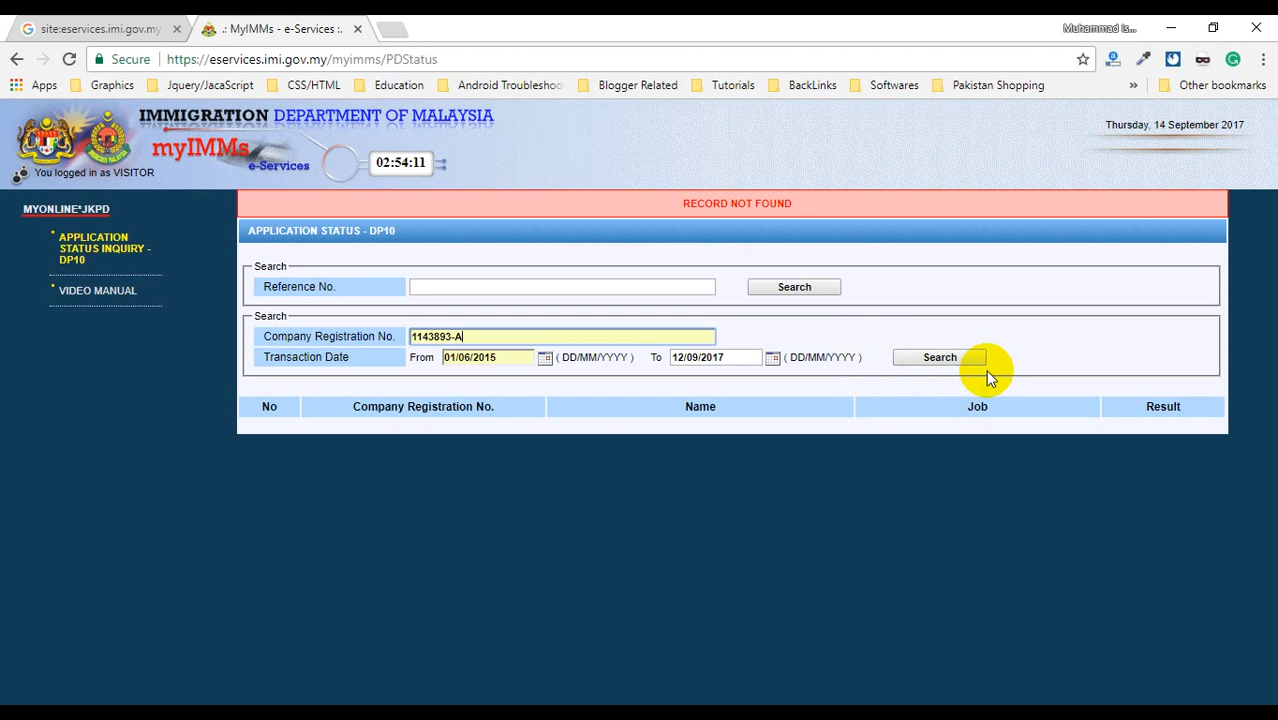 site:eservices.imi.gov.my
.: MyIMMs - e-Services :.
Muhammad Is...
Secure
https://eservices.imi.gov.my/myimms/PDStatus
Apps
Graphics
Jquery/JacaScript
CSS/HTML
Education
Android Troubleshoo
Blogger Related
Tutorials
BackLinks
Softwares
Pakistan Shopping
»
Other bookmarks
IMMIGRATION DEPARTMENT OF MALAYSIA
myIMMs
e-Services
02:54:11
Thursday, 14 September 2017
You logged in as VISITOR
MYONLINE*JKPD
APPLICATION
STATUS INQUIRY -
DP10
VIDEO MANUAL
RECORD NOT FOUND
APPLICATION STATUS - DP10
Search
Reference No.
Search
Search
Company Registration No. 1143893-A
Transaction Date From 01/06/2015 ( DD/MM/YYYY ) To 12/09/2017 ( DD/MM/YYYY ) Search
No Company Registration No. Name Job Result